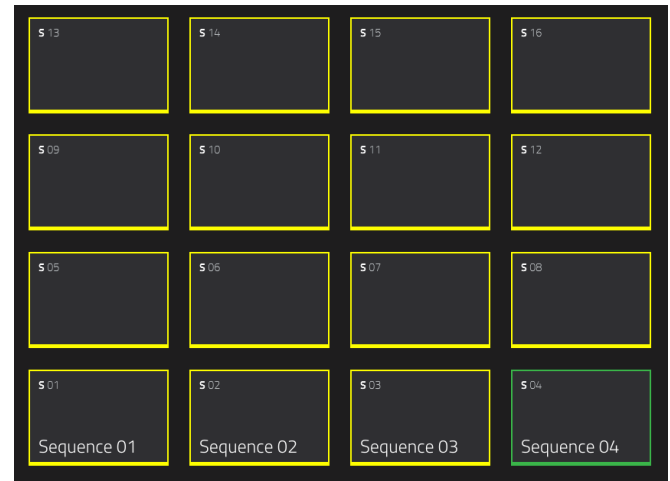 S 13
S 14
S 15
S 16
S 09
S 10
S 11
S 12
S 05
S 06
S 07
S 08
S 01
Sequence 01
S 02
Sequence 02
S 03
Sequence 03
S 04
Sequence 04